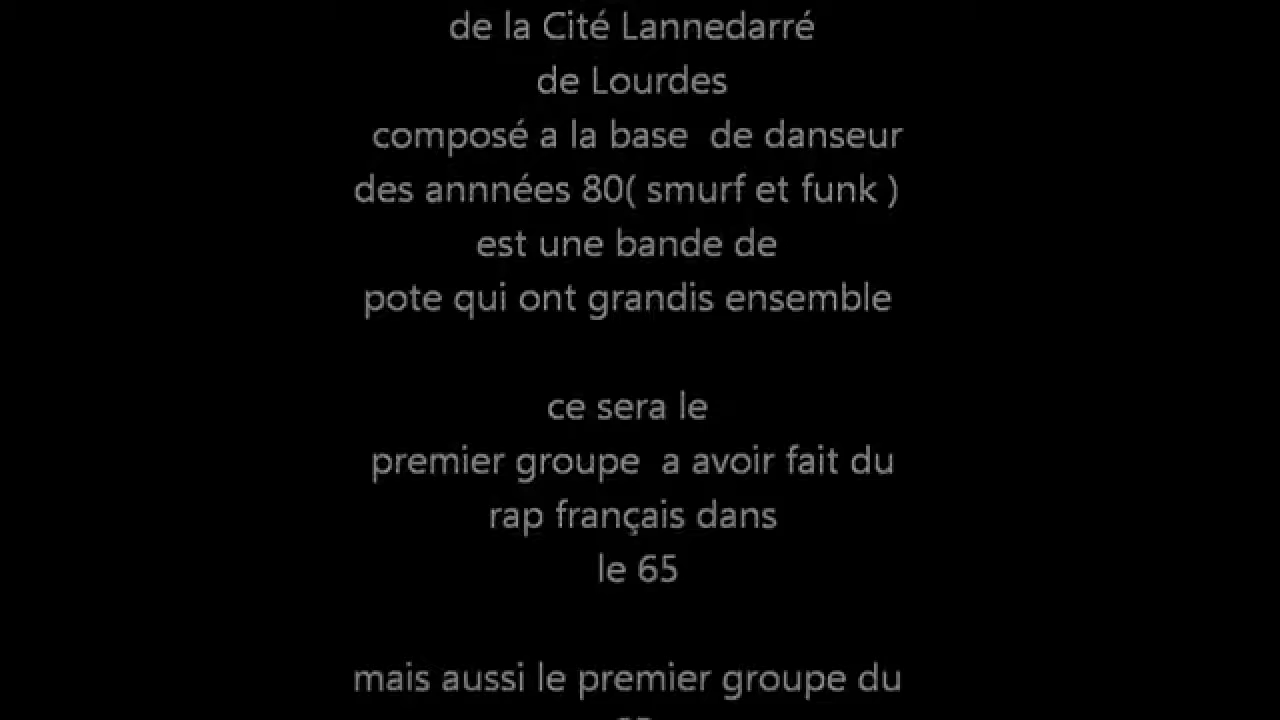 de la Cité Lannedarré
de Lourdes
composé a la base de danseur
des annnées 80( smurf et funk )
est une bande de
pote qui ont grandis ensemble
ce sera le
premier groupe a avoir fait du
rap français dans
le 65
mais aussi le premier groupe du